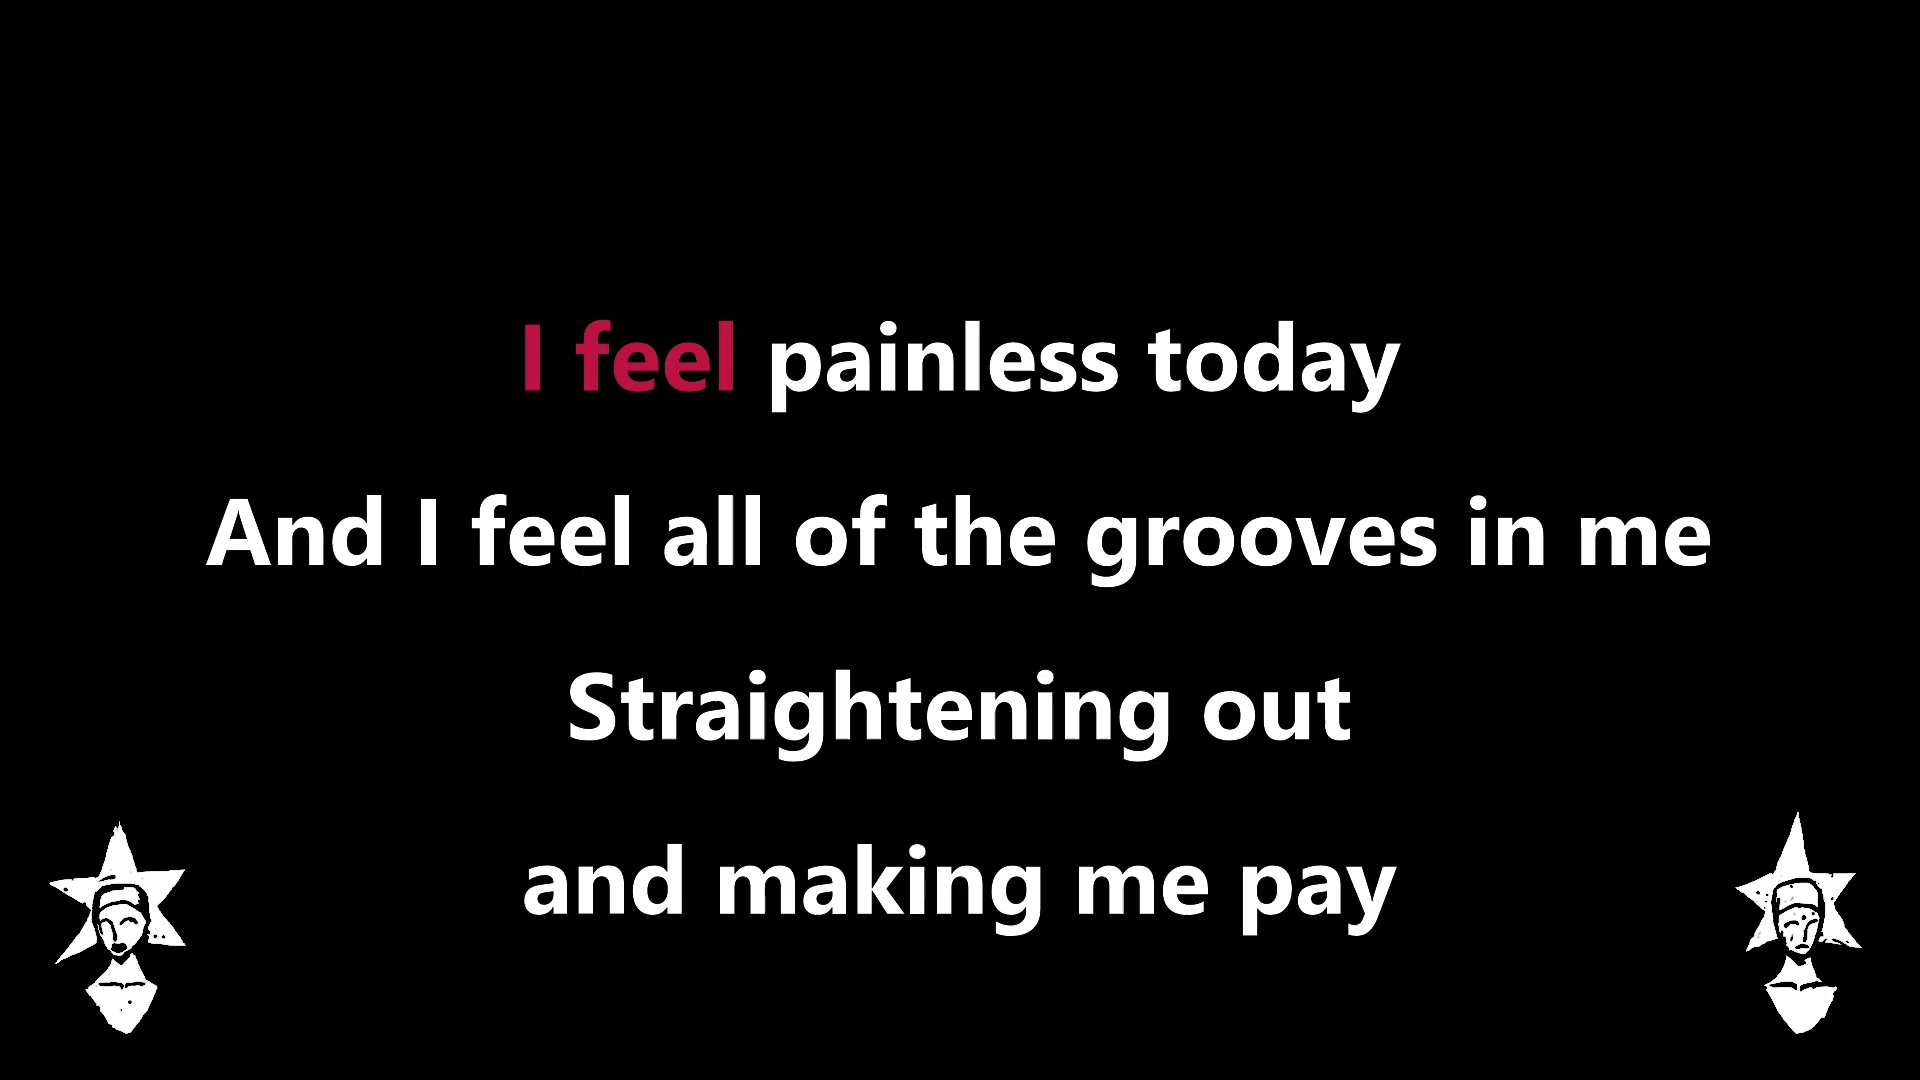 I feel painless today
And I feel all of the grooves in me
Straightening out
and making me pay